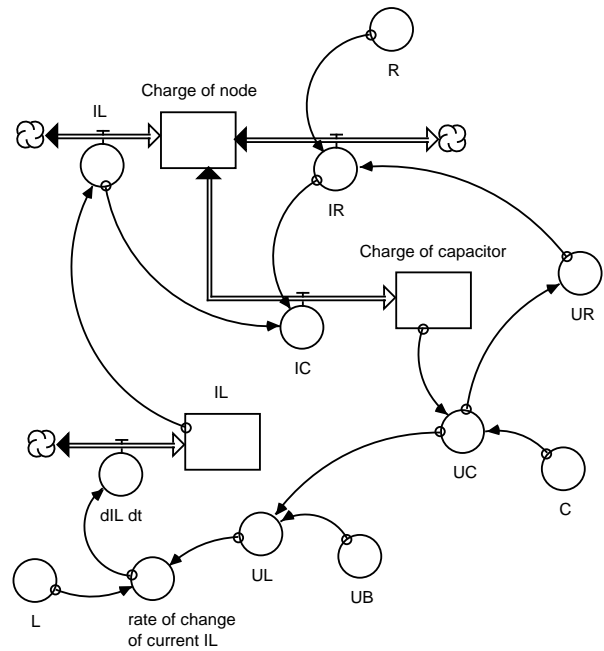 R
Charge of node
IL
IR
Charge of capacitor
UR
IC
IL
UC
C
dIL dt
UL
UB
L
rate of change
of current IL